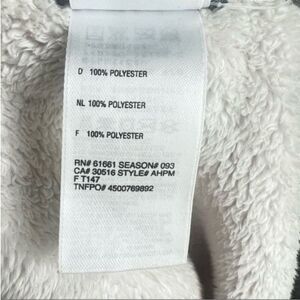 D 100% POLYESTER
NL 100% POLYESTER
F 100% POLYESTER
RN# 61661 SEASON# 093
CA# 30516 STYLE# AHPM
F T147
TNFPO# 4500769892